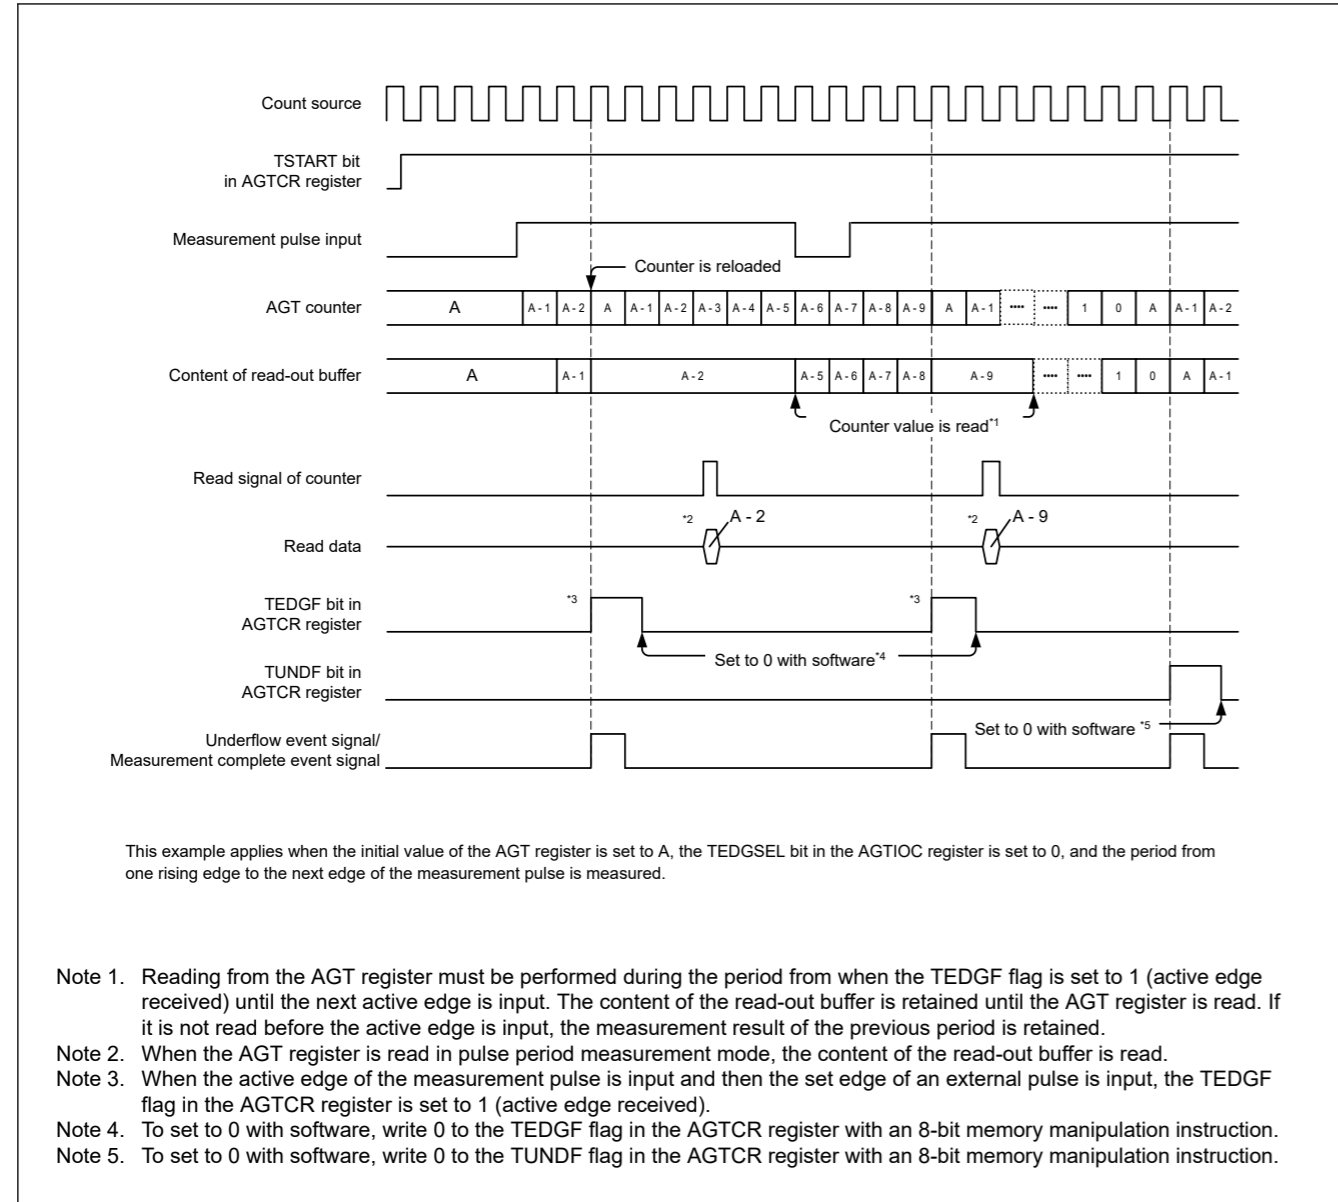 Count source
TSTART bit
in AGTCR register
Measurement pulse input
Counter is reloaded
AGT counter
A A - 1 A - 2 A A - 1 A - 2 A - 3 A - 4 A - 5 A - 6 A - 7 A - 8 A - 9 A A - 1 •••• •••• 1 0 A A - 1 A - 2
Content of read-out buffer
A A - 1 A - 2 A - 5 A - 6 A - 7 A - 8 A - 9 •••• •••• 1 0 A A - 1
Counter value is read*1
Read signal of counter
*2 A - 2 *2 A - 9
Read data
*3 *3
TEDGF bit in
AGTCR register
Set to 0 with software*4
TUNDF bit in
AGTCR register
Set to 0 with software *5
Underflow event signal/
Measurement complete event signal
This example applies when the initial value of the AGT register is set to A, the TEDGSEL bit in the AGTIOC register is set to 0, and the period from
one rising edge to the next edge of the measurement pulse is measured.
Note 1. Reading from the AGT register must be performed during the period from when the TEDGF flag is set to 1 (active edge
received) until the next active edge is input. The content of the read-out buffer is retained until the AGT register is read. If
it is not read before the active edge is input, the measurement result of the previous period is retained.
Note 2. When the AGT register is read in pulse period measurement mode, the content of the read-out buffer is read.
Note 3. When the active edge of the measurement pulse is input and then the set edge of an external pulse is input, the TEDGF
flag in the AGTCR register is set to 1 (active edge received).
Note 4. To set to 0 with software, write 0 to the TEDGF flag in the AGTCR register with an 8-bit memory manipulation instruction.
Note 5. To set to 0 with software, write 0 to the TUNDF flag in the AGTCR register with an 8-bit memory manipulation instruction.